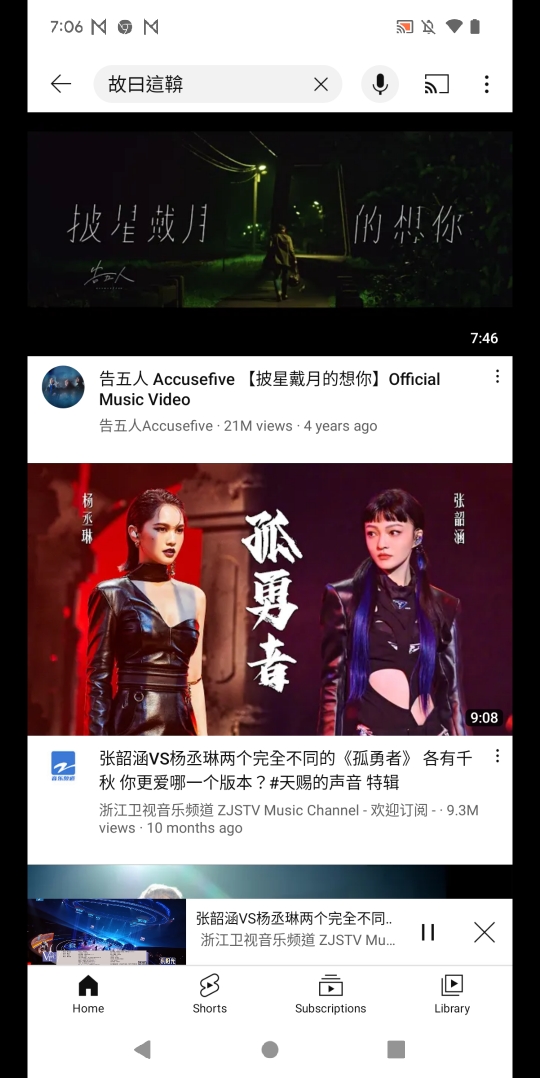 7:06
故曰這鞥
披星戴月 的想你
告五人
7:46
告五人 Accusefive 【披星戴月的想你】Official
Music Video
告五人Accusefive · 21M views · 4 years ago
杨丞琳
孤勇者
张韶涵
9:08
张韶涵VS杨丞琳两个完全不同的《孤勇者》 各有千
秋 你更爱哪一个版本？#天赐的声音 特辑
浙江卫视音乐频道 ZJSTV Music Channel - 欢迎订阅 - · 9.3M
views · 10 months ago
张韶涵VS杨丞琳两个完全不同..
浙江卫视音乐频道 ZJSTV Mu...
Home
Shorts
Subscriptions
Library